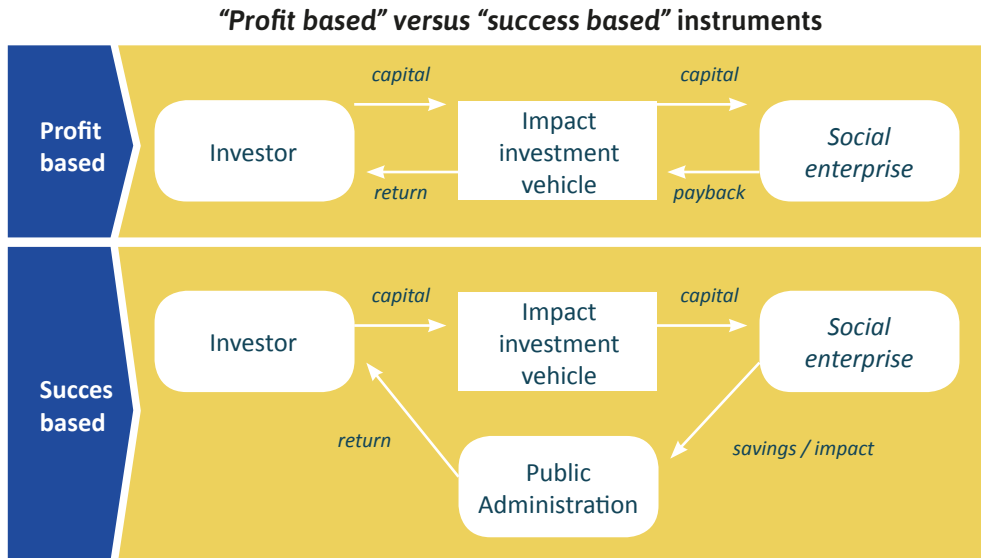 “Profit based” versus “success based” instruments
Profit
based
capital
capital
Investor
Impact
investment
vehicle
Social
enterprise
return
payback
Succes
based
capital
capital
Investor
Impact
investment
vehicle
Social
enterprise
return
savings / impact
Public
Administration